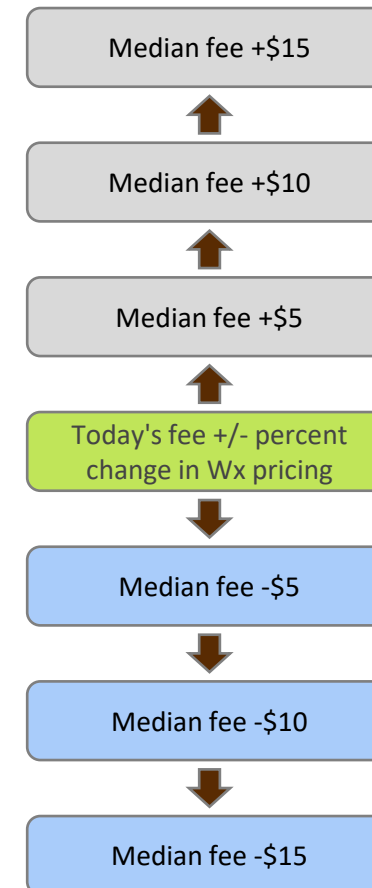 Median fee +$15
Median fee +$10
Median fee +$5
Today's fee +/- percent
change in Wx pricing
Median fee -$5
Median fee -$10
Median fee -$15